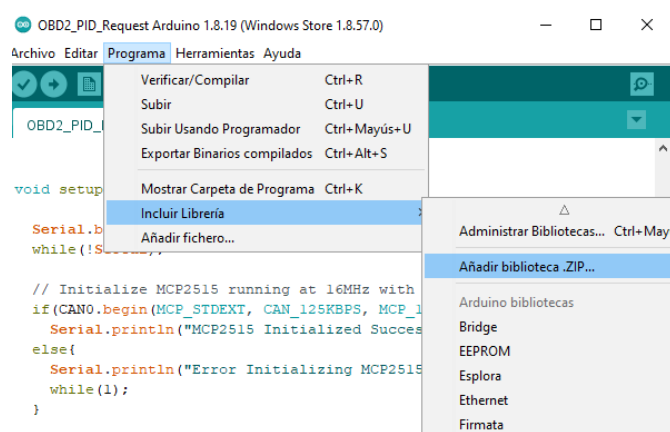 OBD2_PID_Request Arduino 1.8.19 (Windows Store 1.8.57.0)
Archivo Editar Programa Herramientas Ayuda
Verificar/Compilar Ctrl+R
Subir Ctrl+U
Subir Usando Programador Ctrl+Mayús+U
Exportar Binarios compilados Ctrl+Alt+S
Mostrar Carpeta de Programa Ctrl+K
Incluir Librería
Añadir fichero...
Administrar Bibliotecas... Ctrl+May
Añadir biblioteca .ZIP...
Arduino bibliotecas
Bridge
EEPROM
Esplora
Ethernet
Firmata
OBD2_PID_
void setup
Serial.b
while(!Serial);
// Initialize MCP2515 running at 16MHz with
if(CAN0.begin(MCP_STDEXT, CAN_125KBPS, MCP_1
Serial.println("MCP2515 Initialized Succes
else{
Serial.println("Error Initializing MCP2515
while(1);
}